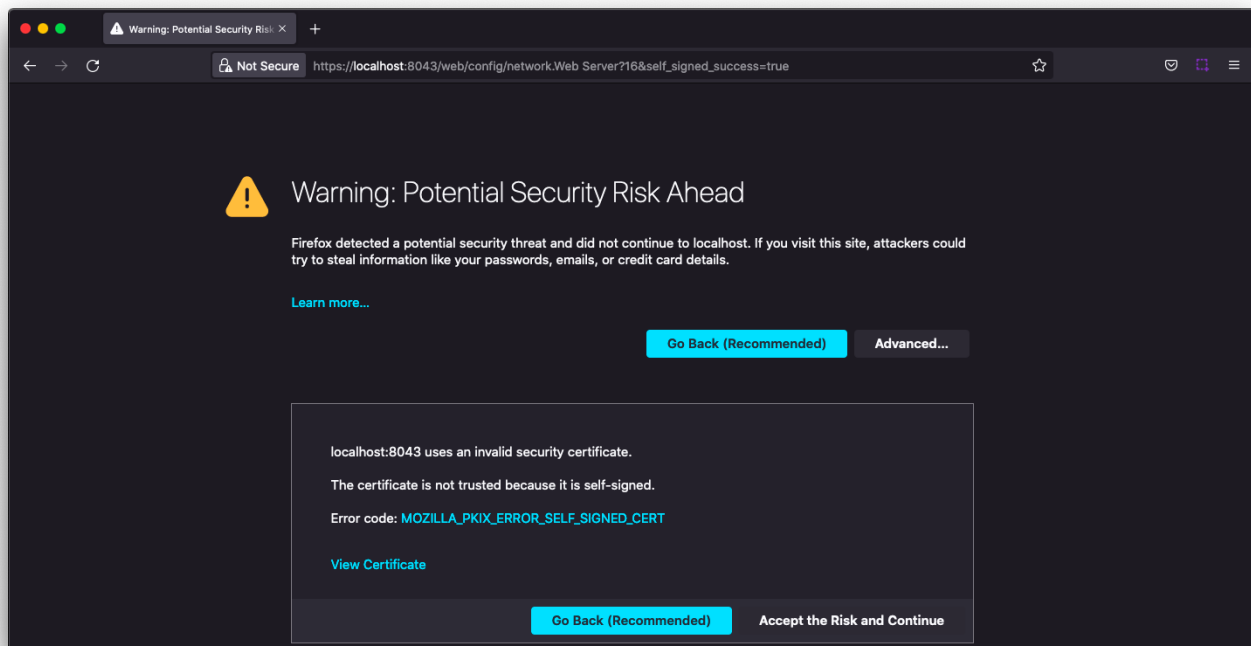 Warning: Potential Security Risk
Not Secure https://localhost:8043/web/config/network.Web Server?16&self_signed_success=true
Warning: Potential Security Risk Ahead
Firefox detected a potential security threat and did not continue to localhost. If you visit this site, attackers could
try to steal information like your passwords, emails, or credit card details.
Learn more...
Go Back (Recommended) Advanced...
localhost:8043 uses an invalid security certificate.
The certificate is not trusted because it is self-signed.
Error code: MOZILLA_PKIX_ERROR_SELF_SIGNED_CERT
View Certificate
Go Back (Recommended) Accept the Risk and Continue